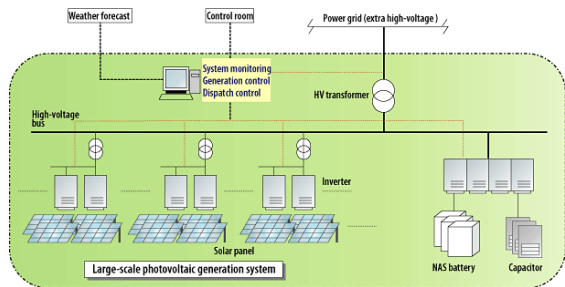 Weather forecast
Control room
Power grid (extra high-voltage )
System monitoring
Generation control
Dispatch control
HV transformer
High-voltage
bus
Inverter
Solar panel
NAS battery
Capacitor
Large-scale photovoltaic generation system